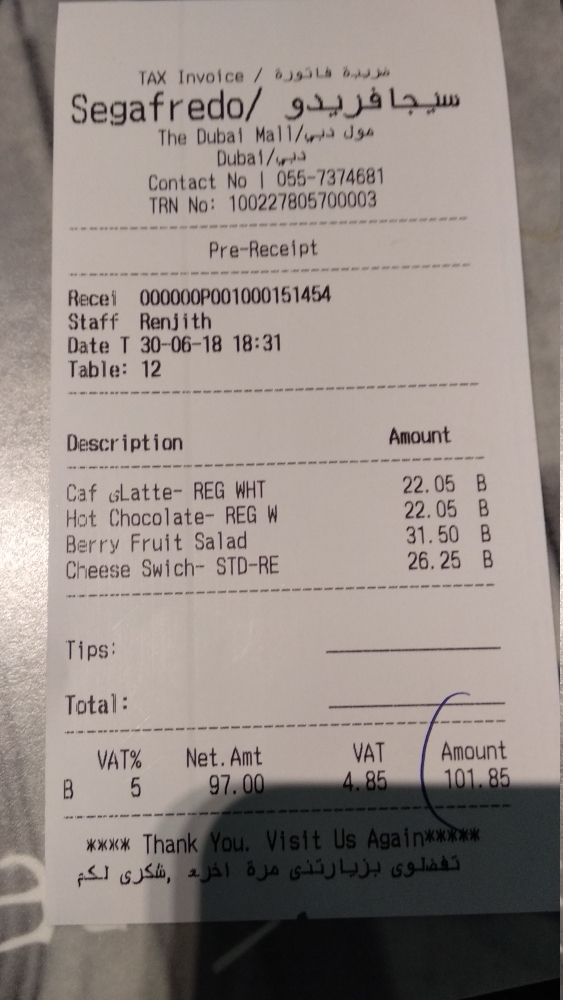 TAX Invoice / ضريبة فاتورة
Segafredo/ سيجافريدو
The Dubai Mall/مول دبي
Dubai/دبي
Contact No | 055-7374681
TRN No: 100227805700003
Pre-Receipt
Recei 000000P001000151454
Staff Renjith
Date T 30-06-18 18:31
Table: 12
Description Amount
Caf ى Latte- REG WHT 22.05 B
Hot Chocolate- REG W 22.05 B
Berry Fruit Salad 31.50 B
Cheese Swich- STD-RE 26.25 B
Tips:
Total:
VAT% Net.Amt VAT Amount
B 5 97.00 4.85 101.85
**** Thank You. Visit Us Again*****
تفضلوى بزيارتنى مرة اخرى ,شكرى لكم